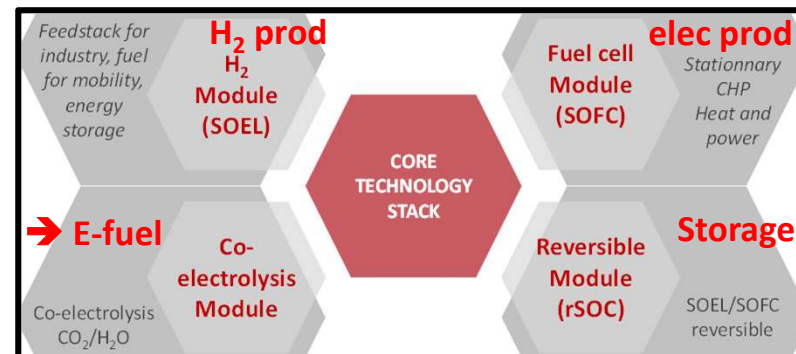 Feedstack for
industry, fuel
for mobility,
energy
storage
H₂ prod
H₂
Module
(SOEL)
Fuel cell
Module
(SOFC)
elec prod
Stationnary
CHP
Heat and
power
CORE
TECHNOLOGY
STACK
➔ E-fuel
Co-
electrolysis
Module
Co-electrolysis
CO₂/H₂O
Reversible
Module
(rSOC)
Storage
SOEL/SOFC
reversible